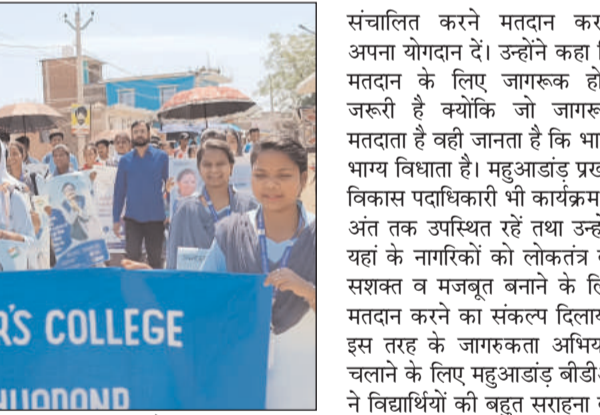 R'S COLLEGE
संचालित करने मतदान कर
अपना योगदान दें। उन्होंने कहा
मतदान के लिए जागरूक हो
जरूरी है क्योंकि जो जागरू
मतदाता है वही जानता है कि भा
भाग्य विधाता है। महुआडांड़ प्रख
विकास पदाधिकारी भी कार्यक्रम
अंत तक उपस्थित रहें तथा उन्हो
यहां के नागरिकों को लोकतंत्र
सशक्त व मजबूत बनाने के लि
मतदान करने का संकल्प दिलाय
इस तरह के जागरुकता अभिय
चलाने के लिए महुआडांड़ बीडीअ
ने विद्यार्थियों की बहुत सराहना